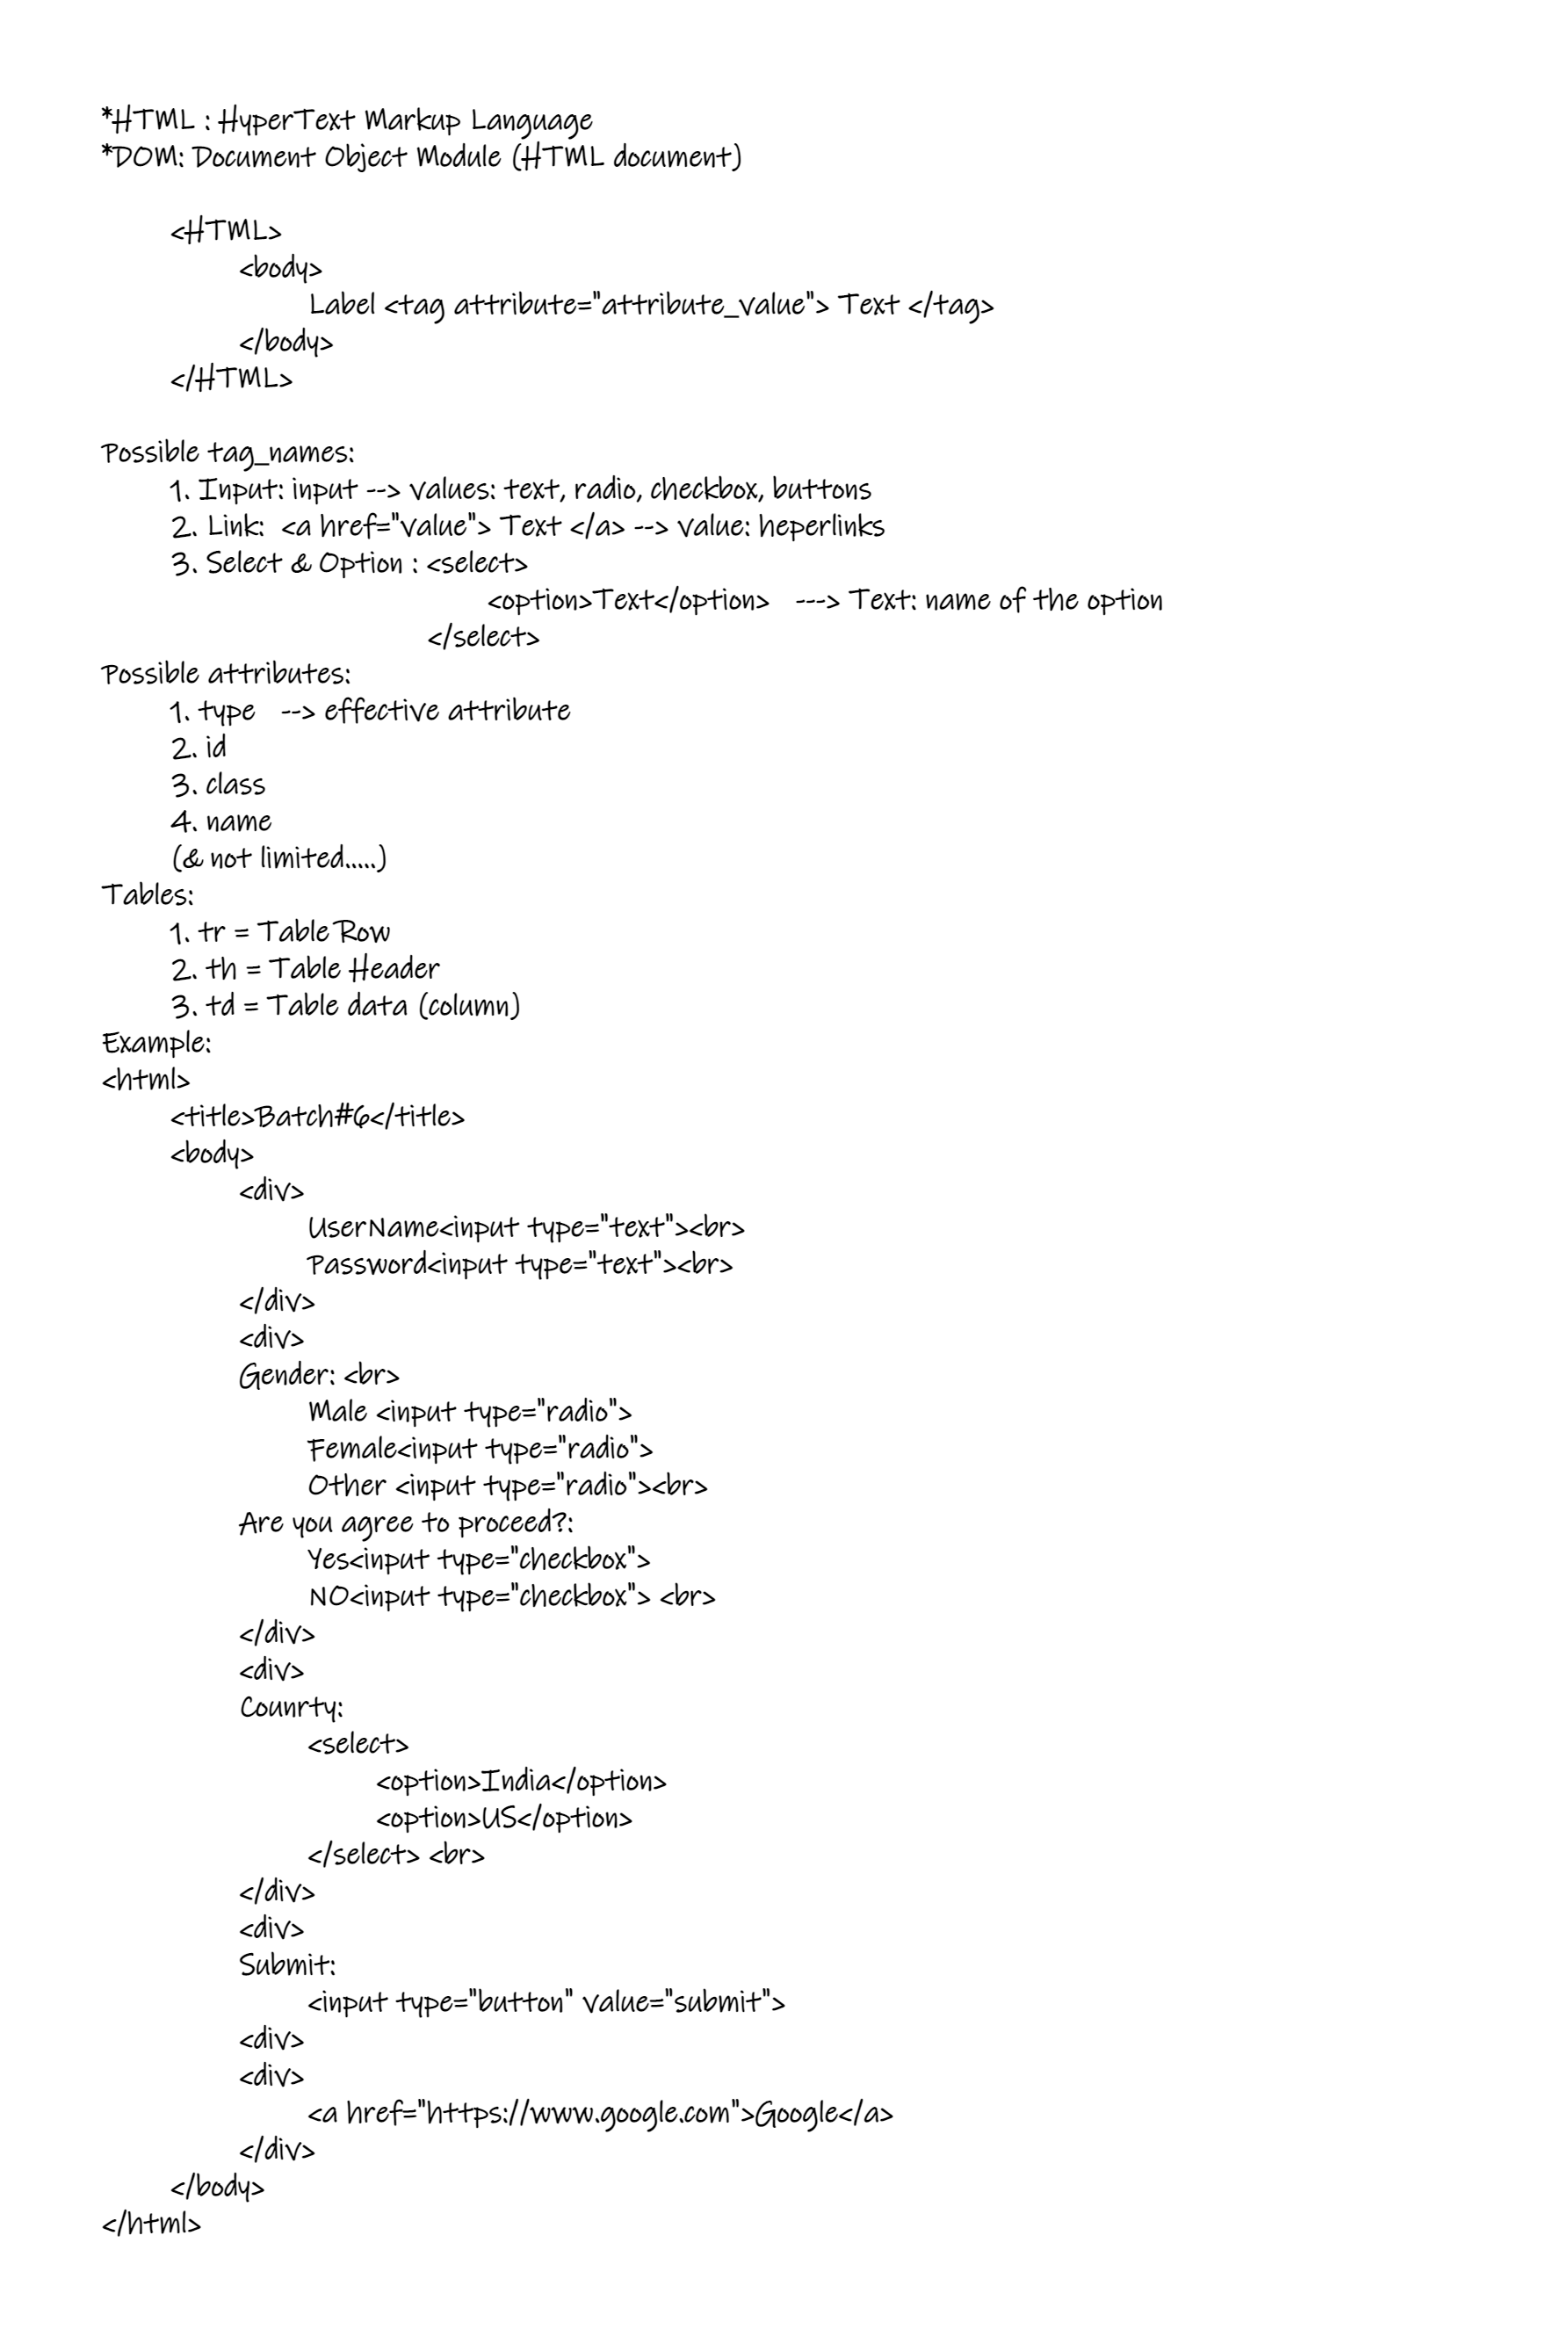 *HTML : HyperText Markup Language
*DOM: Document Object Module (HTML document)
<HTML>
<body>
Label <tag attribute="attribute_value"> Text </tag>
</body>
</HTML>
Possible tag_names:
1. Input: input --> values: text, radio, checkbox, buttons
2. Link:  <a href="value"> Text </a> --> value: heperlinks
3. Select & Option : <select>
<option>Text</option>   ---> Text: name of the option
</select>
Possible attributes:
1. type   --> effective attribute
2. id
3. class
4. name
(& not limited.....)
Tables:
1. tr = Table Row
2. th = Table Header
3. td = Table data (column)
Example:
<html>
<title>Batch#6</title>
<body>
<div>
UserName<input type="text"><br>
Password<input type="text"><br>
</div>
<div>
Gender: <br>
Male <input type="radio">
Female<input type="radio">
Other <input type="radio"><br>
Are you agree to proceed?:
Yes<input type="checkbox">
NO<input type="checkbox"> <br>
</div>
<div>
Counrty:
<select>
<option>India</option>
<option>US</option>
</select> <br>
</div>
<div>
Submit:
<input type="button" value="submit">
<div>
<div>
<a href="https://www.google.com">Google</a>
</div>
</body>
</html>